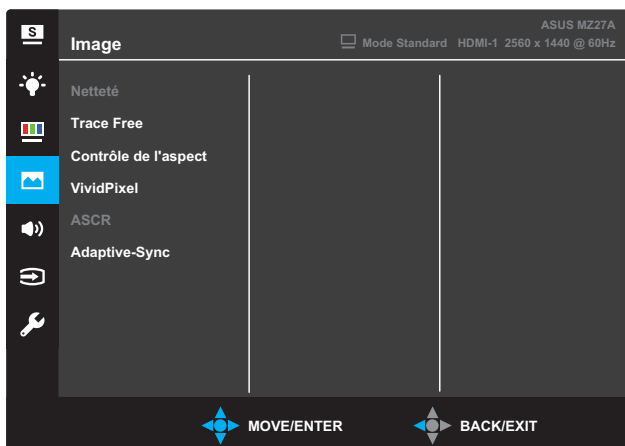 S
ASUS MZ27A
Image
Mode Standard HDMI-1 2560 x 1440 @ 60Hz
Netteté
Trace Free
Contrôle de l'aspect
VividPixel
ASCR
Adaptive-Sync
MOVE/ENTER BACK/EXIT